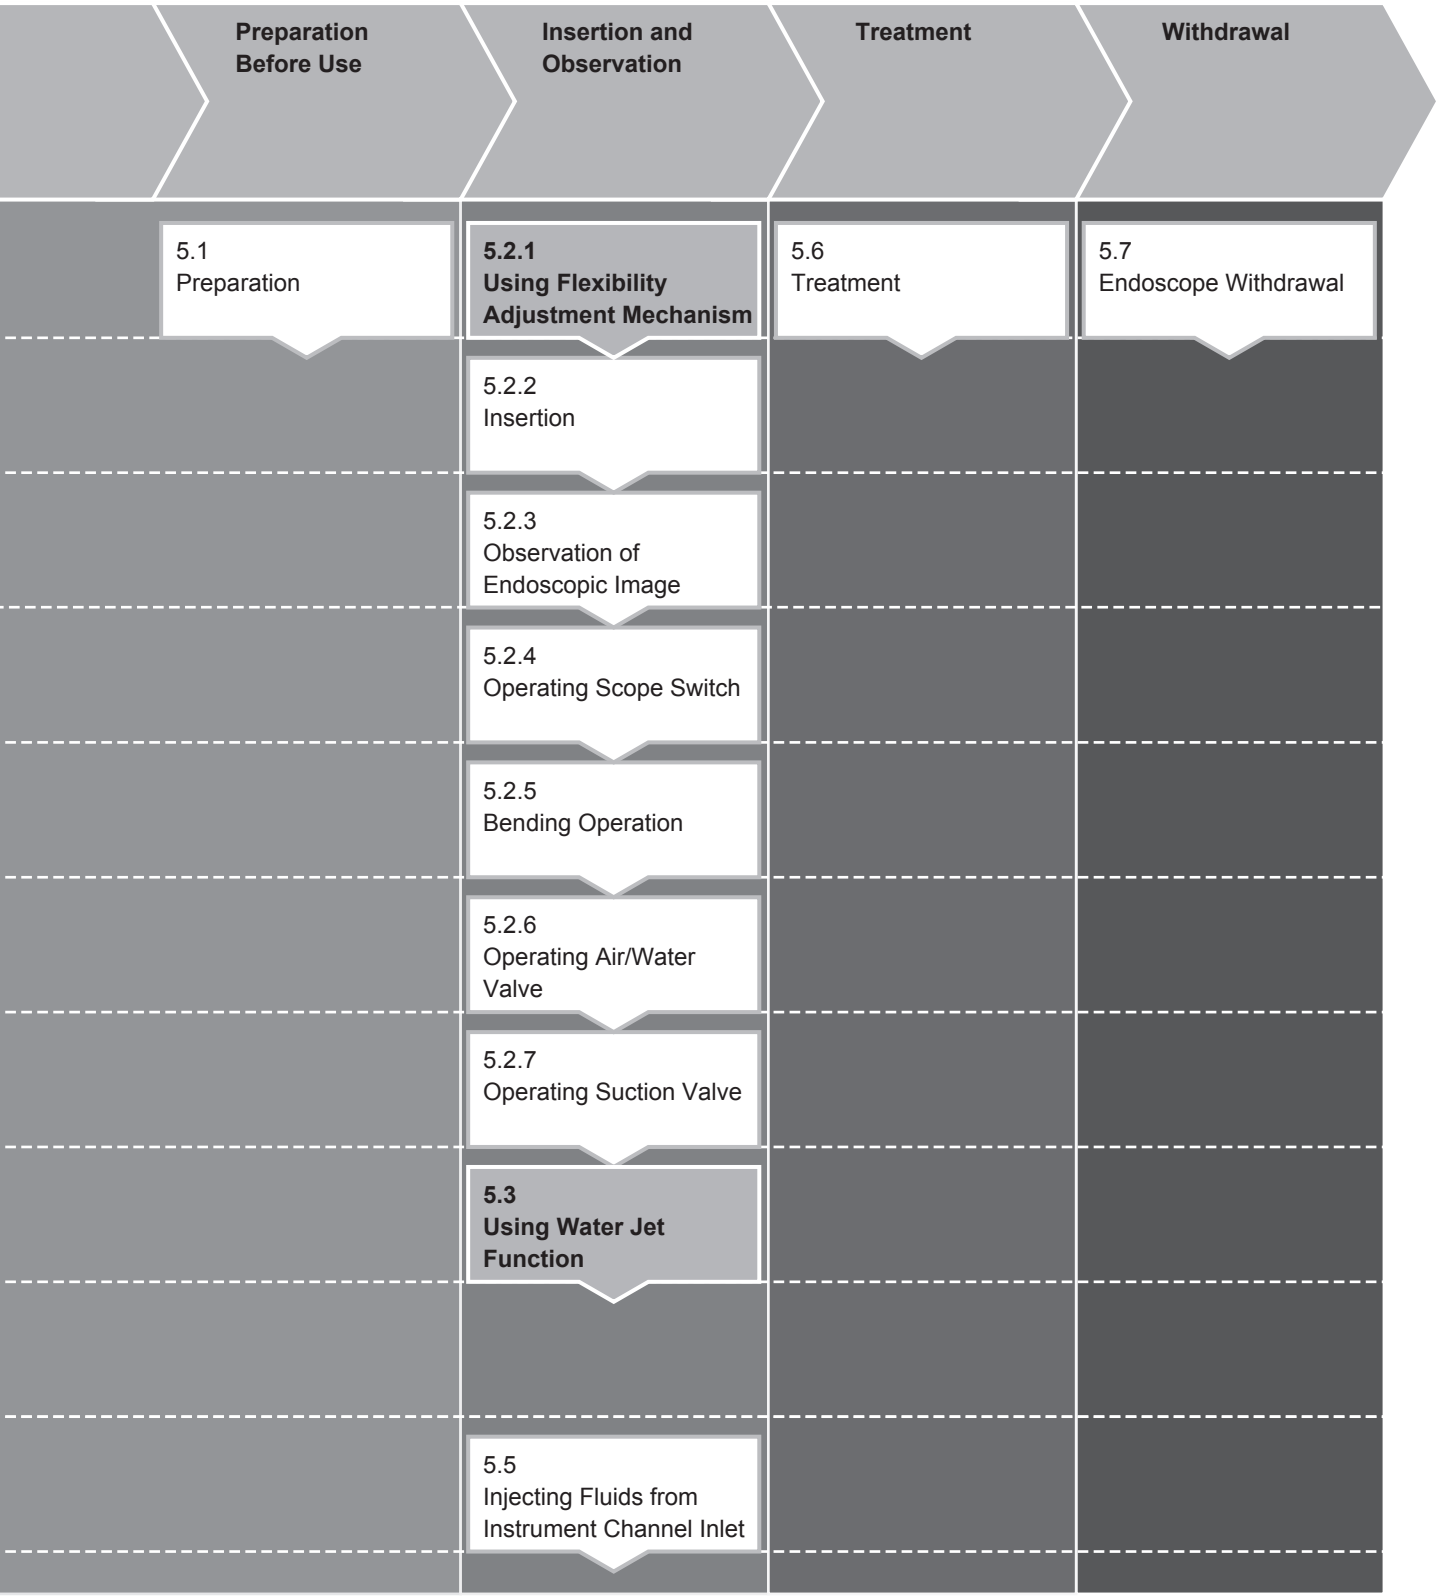 Preparation
Before Use
Insertion and
Observation
Treatment
Withdrawal
5.1
Preparation
5.2.1
Using Flexibility
Adjustment Mechanism
5.6
Treatment
5.7
Endoscope Withdrawal
5.2.2
Insertion
5.2.3
Observation of
Endoscopic Image
5.2.4
Operating Scope Switch
5.2.5
Bending Operation
5.2.6
Operating Air/Water
Valve
5.2.7
Operating Suction Valve
5.3
Using Water Jet
Function
5.5
Injecting Fluids from
Instrument Channel Inlet